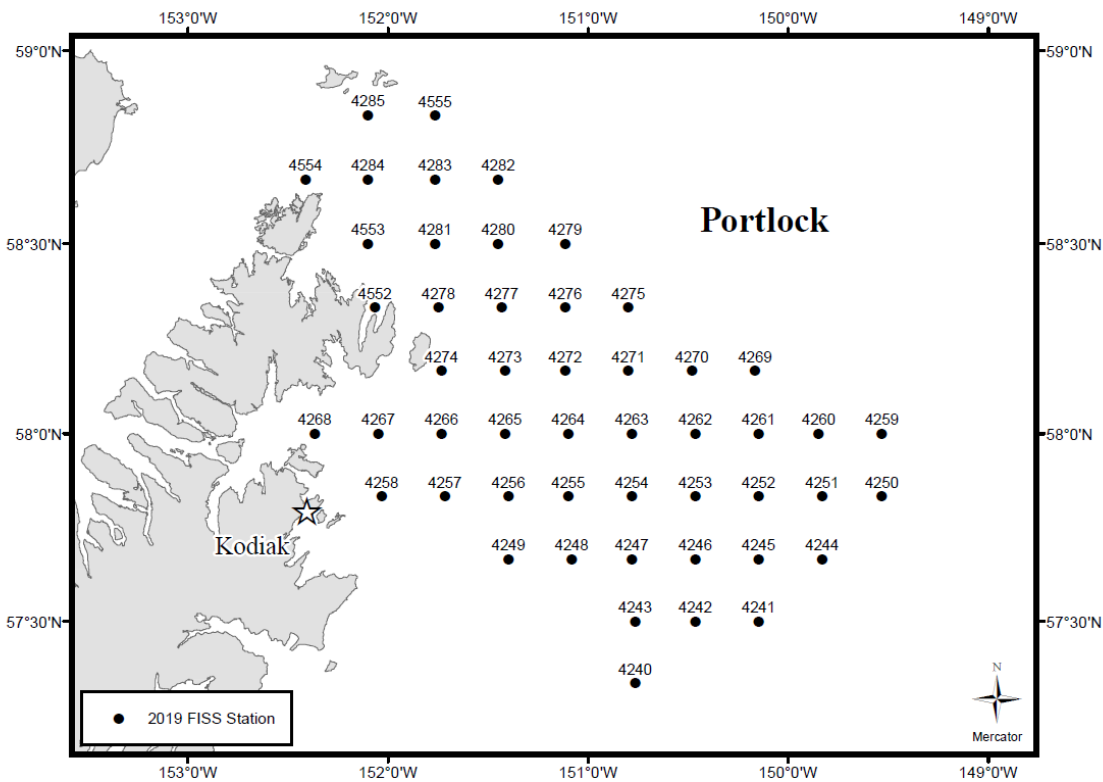 153°0'W 152°0'W 151°0'W 150°0'W 149°0'W
59°0'N 59°0'N
4285 4555
4554 4284 4283 4282
Portlock
4553 4281 4280 4279
58°30'N 58°30'N
4552 4278 4277 4276 4275
4274 4273 4272 4271 4270 4269
4268 4267 4266 4265 4264 4263 4262 4261 4260 4259
58°0'N 58°0'N
4258 4257 4256 4255 4254 4253 4252 4251 4250
Kodiak
4249 4248 4247 4246 4245 4244
4243 4242 4241
57°30'N 57°30'N
4240
N
2019 FISS Station
Mercator
153°0'W 152°0'W 151°0'W 150°0'W 149°0'W